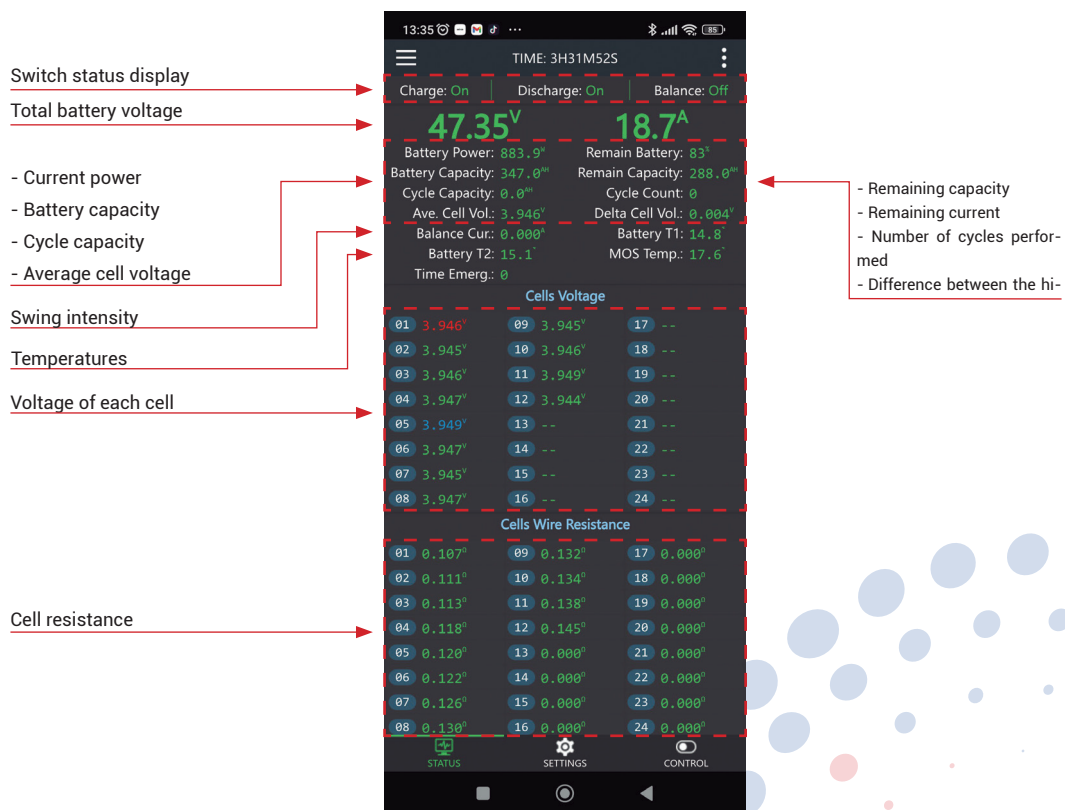 13:35 ... 85
TIME: 3H31M52S
Charge: On Discharge: On Balance: Off
47.35V 18.7A
Battery Power: 883.9W Remain Battery: 83%
Battery Capacity: 347.0AH Remain Capacity: 288.0AH
Cycle Capacity: 0.0AH Cycle Count: 0
Ave. Cell Vol.: 3.946V Delta Cell Vol.: 0.004V
Balance Cur.: 0.000A Battery T1: 14.8°
Battery T2: 15.1° MOS Temp.: 17.6°
Time Emerg.: 0
Cells Voltage
01 3.946V 09 3.945V 17 --
02 3.945V 10 3.946V 18 --
03 3.946V 11 3.949V 19 --
04 3.947V 12 3.944V 20 --
05 3.949V 13 -- 21 --
06 3.947V 14 -- 22 --
07 3.945V 15 -- 23 --
08 3.947V 16 -- 24 --
Cells Wire Resistance
01 0.107Ω 09 0.132Ω 17 0.000Ω
02 0.111Ω 10 0.134Ω 18 0.000Ω
03 0.113Ω 11 0.138Ω 19 0.000Ω
04 0.118Ω 12 0.145Ω 20 0.000Ω
05 0.120Ω 13 0.000Ω 21 0.000Ω
06 0.122Ω 14 0.000Ω 22 0.000Ω
07 0.126Ω 15 0.000Ω 23 0.000Ω
08 0.130Ω 16 0.000Ω 24 0.000Ω
STATUS SETTINGS CONTROL
Switch status display
Total battery voltage
- Current power
- Battery capacity
- Cycle capacity
- Average cell voltage
Swing intensity
Temperatures
Voltage of each cell
Cell resistance
- Remaining capacity
- Remaining current
- Number of cycles perfor-
med
- Difference between the hi-